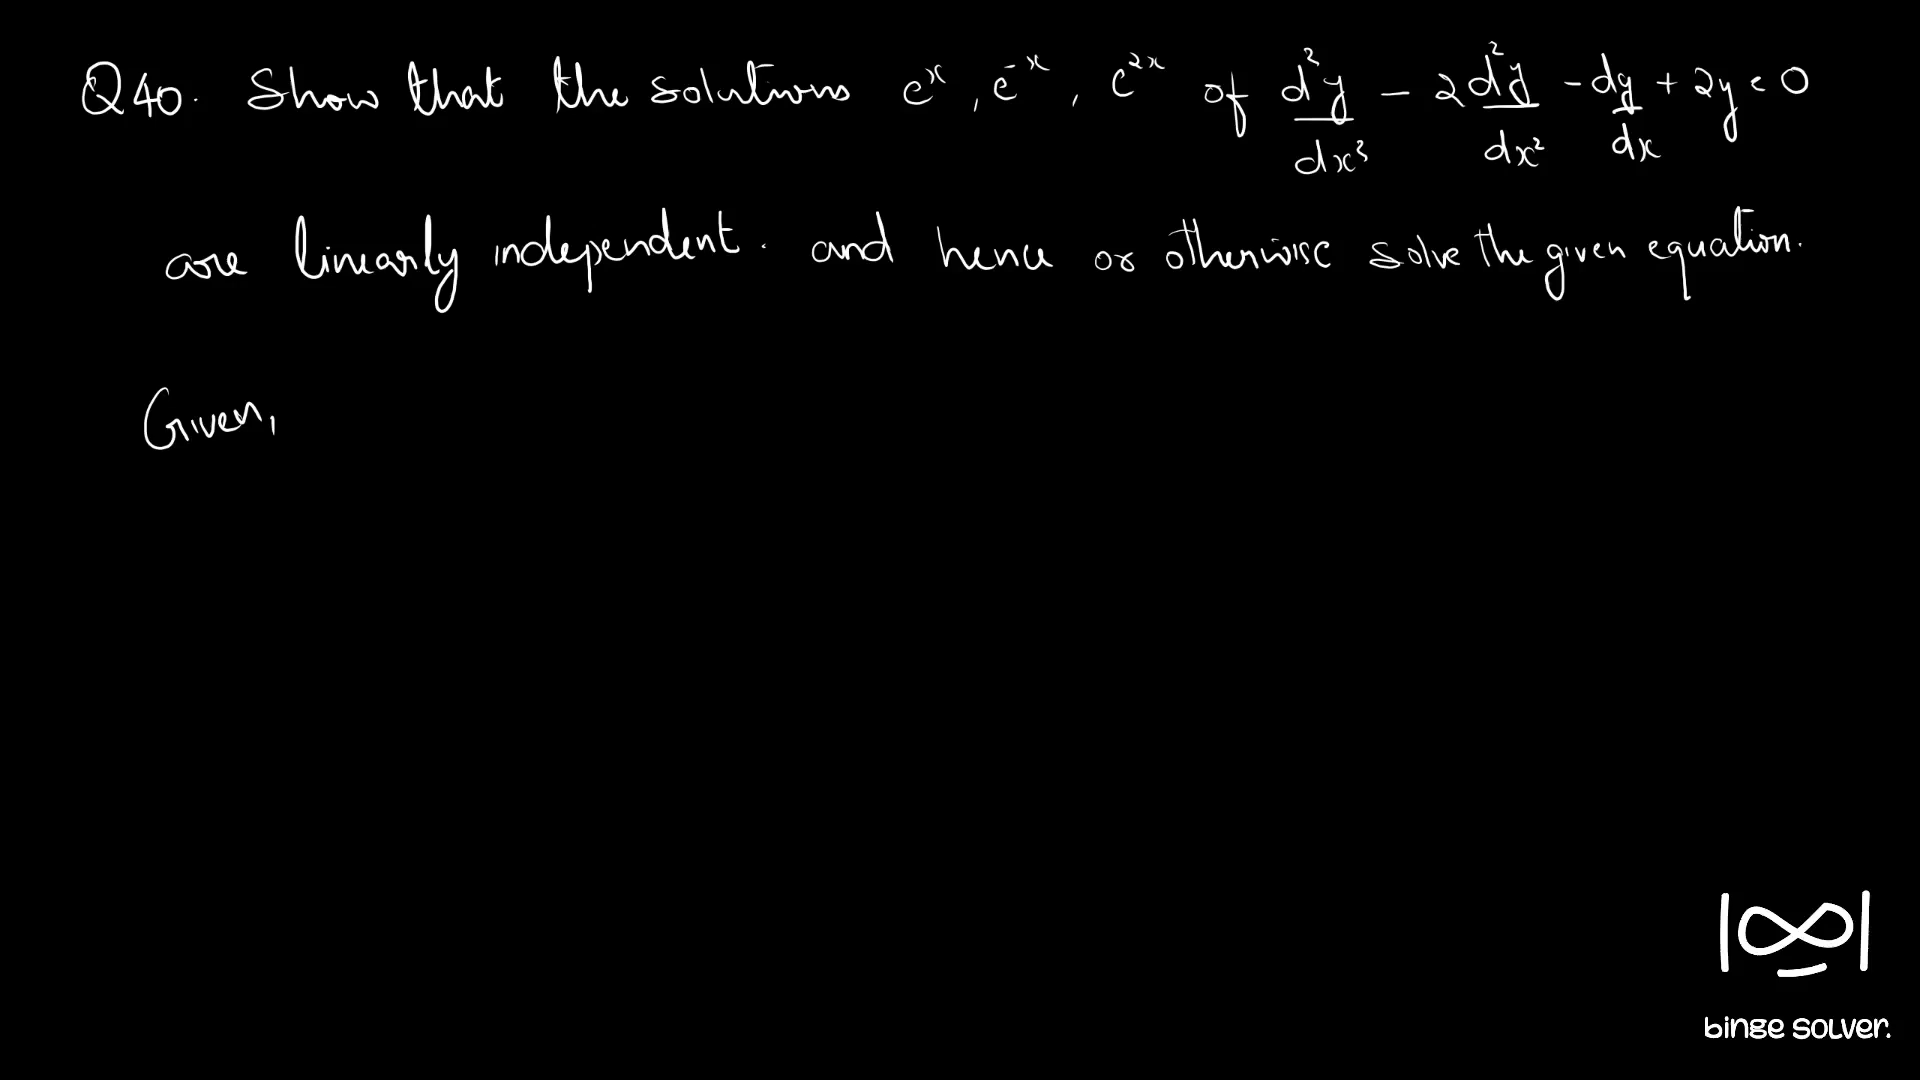 Q40. Show that the solutions e^x, e^-x, e^2x of d²y/dx³ - 2d²y/dx² - dy/dx + 2y = 0
are linearly independent. and hence or otherwise solve the given equation.
Given,
binge solver.